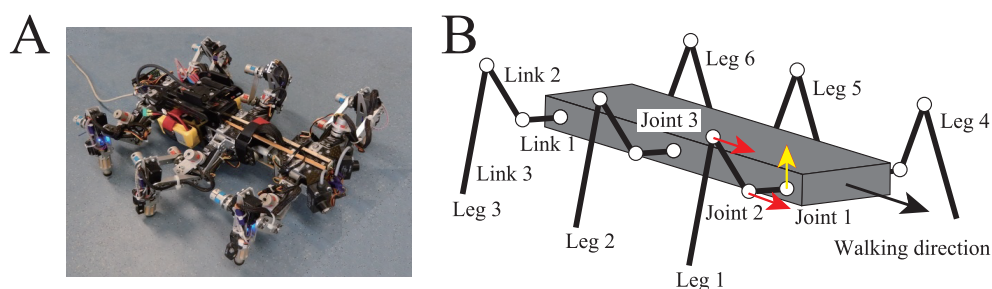 A
B
Leg 6
Link 2
Leg 5
Joint 3
Leg 4
Link 1
Link 3
Leg 3
Joint 2
Joint 1
Leg 2
Walking direction
Leg 1